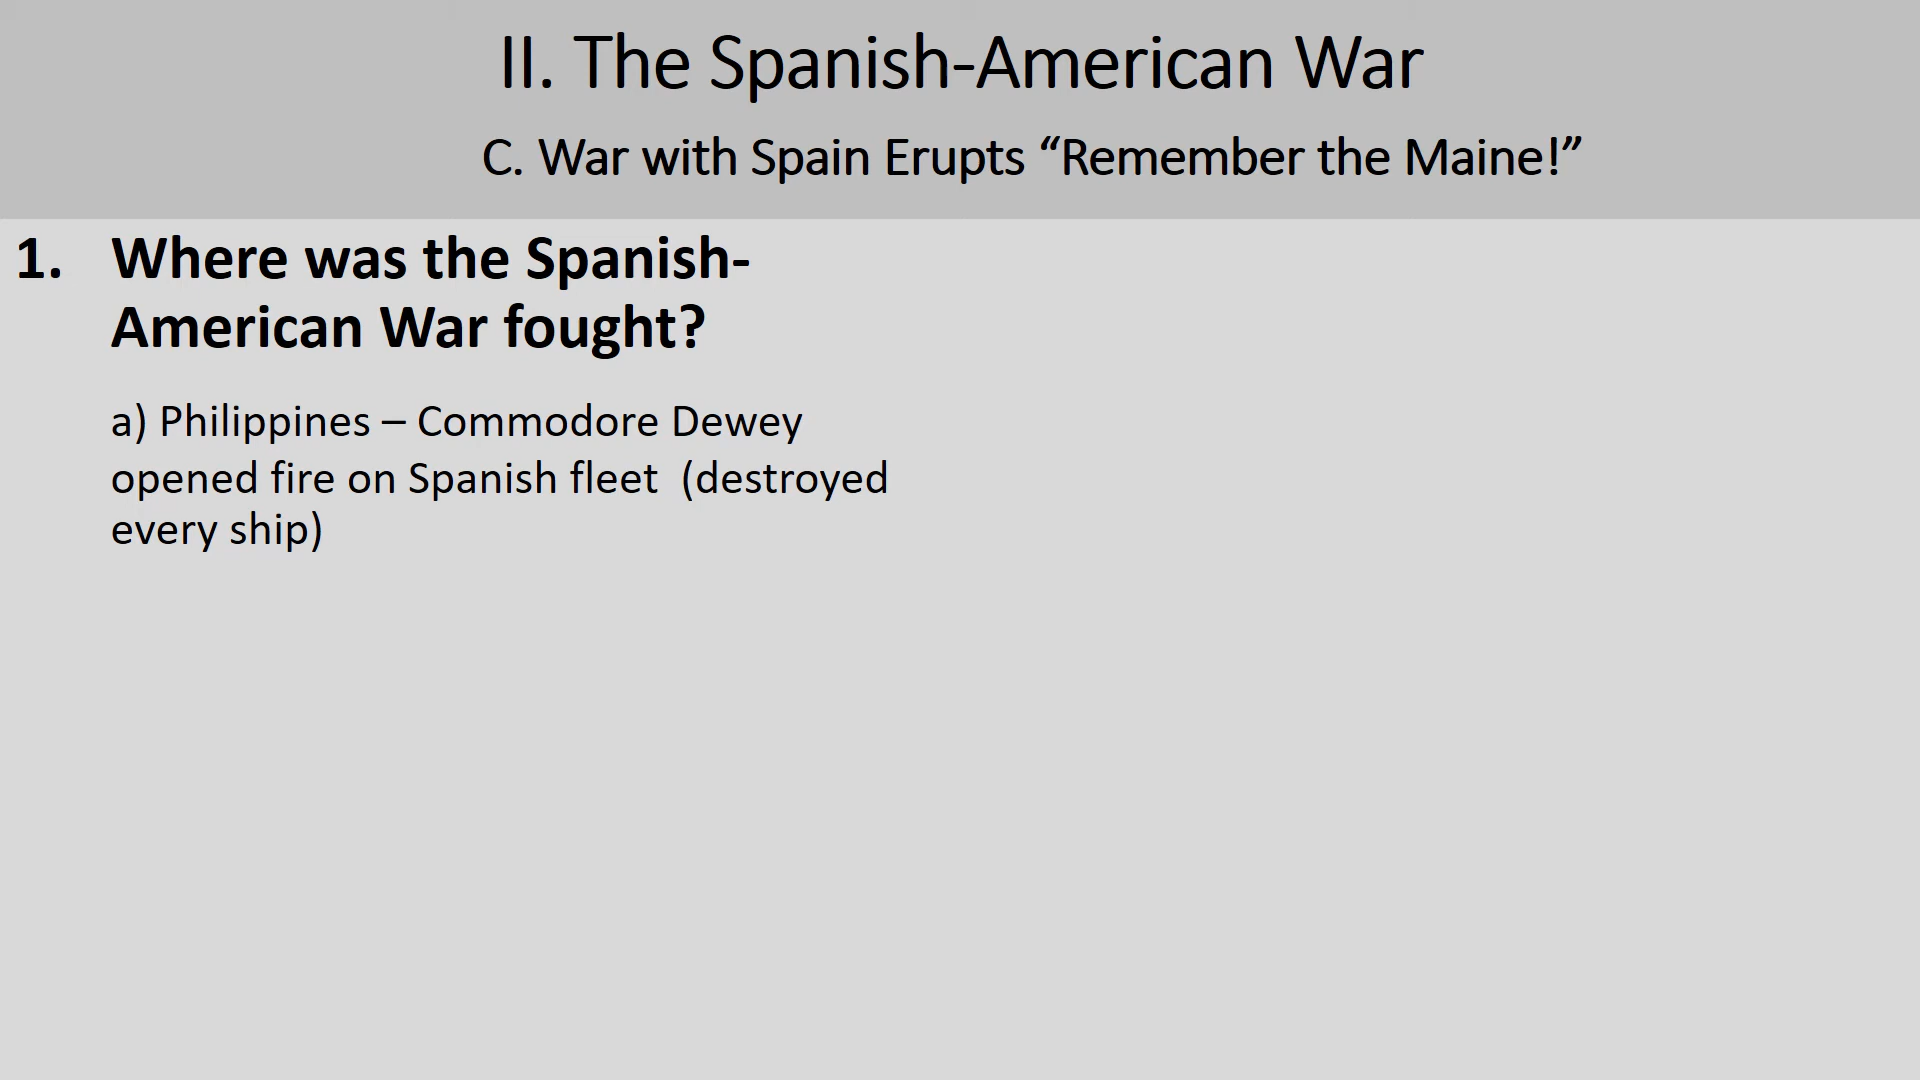 II. The Spanish-American War
C. War with Spain Erupts “Remember the Maine!”
1. Where was the Spanish-
American War fought?
a) Philippines – Commodore Dewey
opened fire on Spanish fleet  (destroyed
every ship)